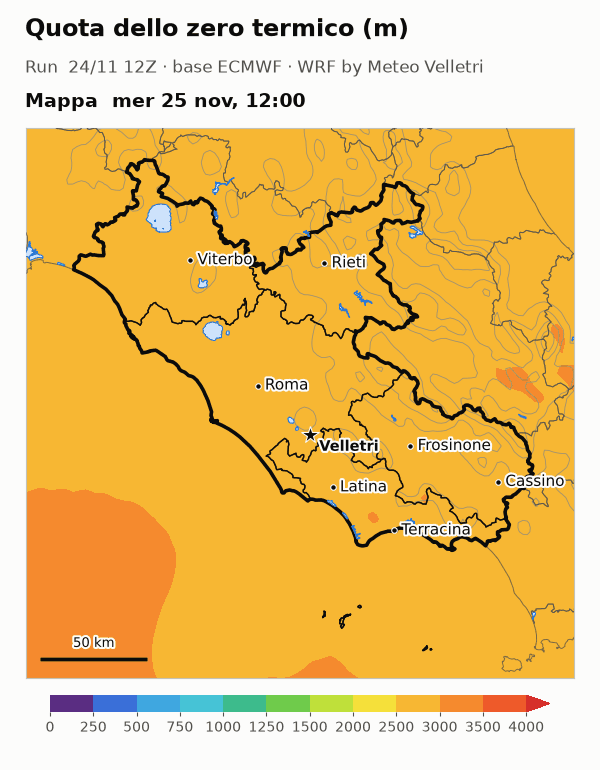 Quota dello zero termico (m)
Run  24/11 12Z · base ECMWF · WRF by Meteo Velletri
Mappa  mer 25 nov, 12:00
Viterbo
Rieti
Roma
Velletri
Frosinone
Cassino
Latina
Terracina
50 km
0 250 500 750 1000 1250 1500 2000 2500 3000 3500 4000